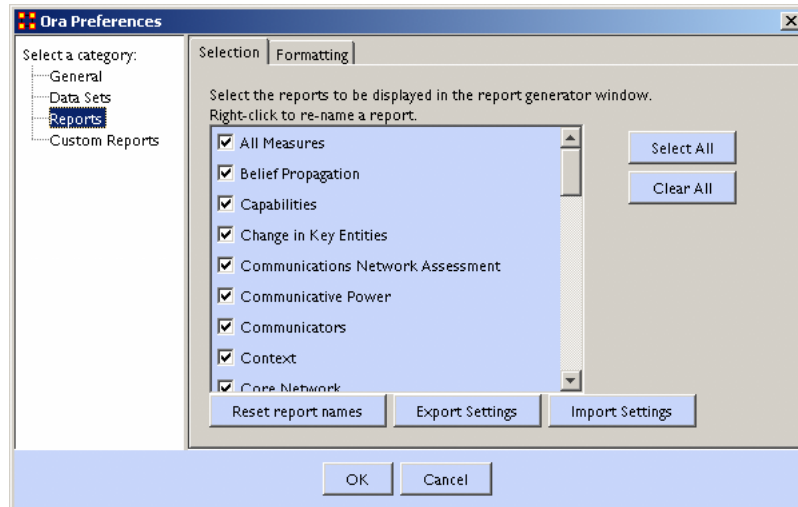 Ora Preferences
Select a category:
General
Data Sets
Reports
Custom Reports
Selection
Formatting
Select the reports to be displayed in the report generator window.
Right-click to re-name a report.
All Measures
Belief Propagation
Capabilities
Change in Key Entities
Communications Network Assessment
Communicative Power
Communicators
Context
Core Network
Select All
Clear All
Reset report names
Export Settings
Import Settings
OK
Cancel